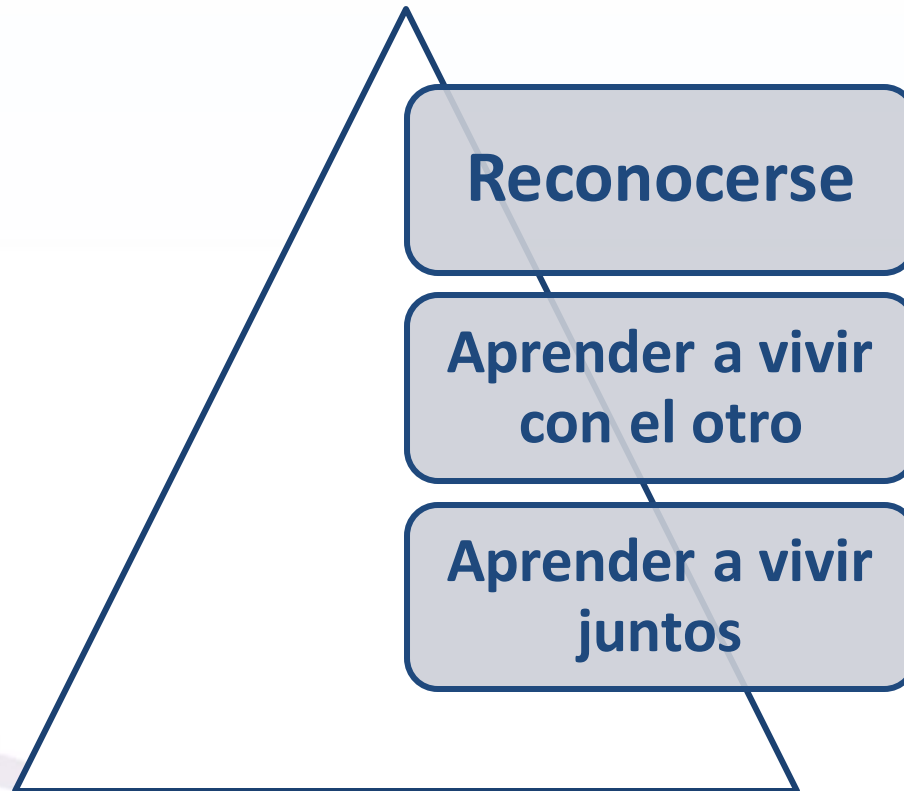 Reconocerse
Aprender a vivir
con el otro
Aprender a vivir
juntos